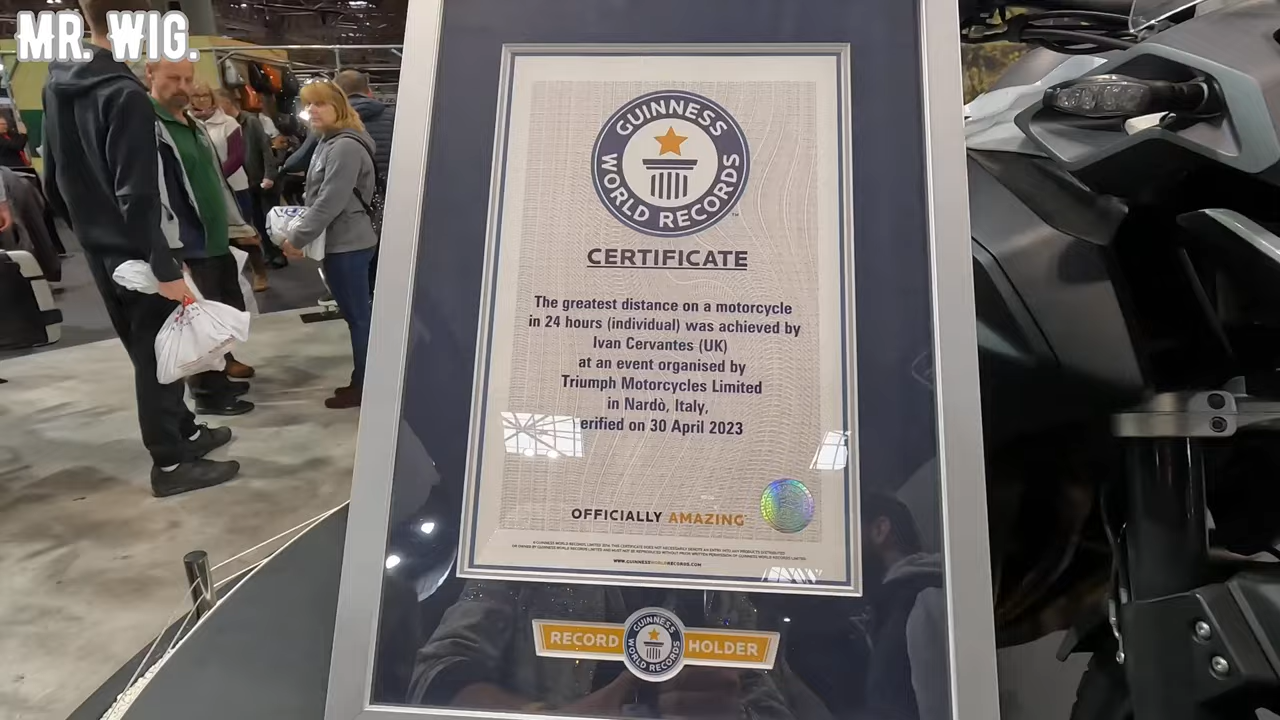 MR. WIG.
GUINNESS
WORLD RECORDS
CERTIFICATE
The greatest distance on a motorcycle
in 24 hours (individual) was achieved by
Ivan Cervantes (UK)
at an event organised by
Triumph Motorcycles Limited
in Nardò, Italy,
erified on 30 April 2023
OFFICIALLY AMAZING
WWW.GUINNESSWORLDRECORDS.COM
RECORD
GUINNESS
WORLD RECORDS
HOLDER